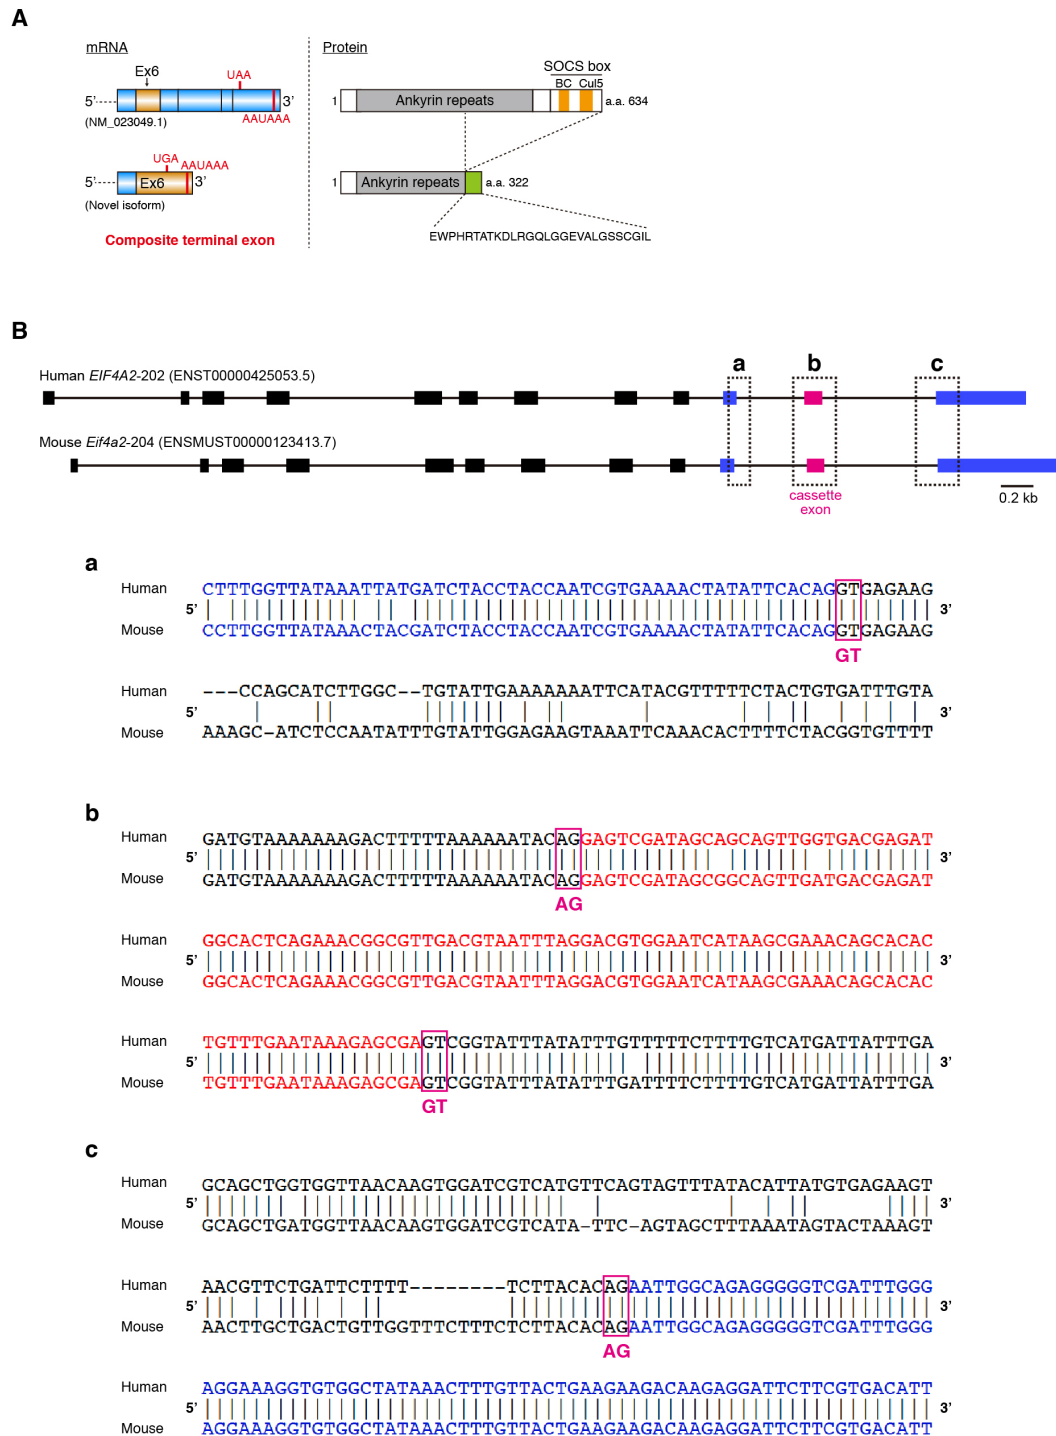 A
mRNA
Protein
Ex6
UAA
SOCS box
BC Cul5
5’
3’
1
Ankyrin repeats
a.a. 634
(NM_023049.1)
AAUAAA
UGA
AAUAAA
5’
Ex6
3’
1
Ankyrin repeats
a.a. 322
(Novel isoform)
Composite terminal exon
EWPHRTATKDLRGQLGGEVALGSSCGIL
B
a
b
c
Human EIF4A2-202 (ENST00000425053.5)
Mouse Eif4a2-204 (ENSMUST00000123413.7)
cassette
exon
0.2 kb
a
Human CTTTGGTTATAAATTATGATCTACCTACCAATCGTGAAAACTATATTCACAGGTGAGAAG
5’ 3’
Mouse CCTTGGTTATAAACTACGATCTACCTACCAATCGTGAAAACTATATTCACAGGTGAGAAG
GT
Human ---CCAGCATCTTGGC--TGTATTGAAAAAAAATTCATACGTTTTTCTACTGTGATTTGTA
5’ 3’
Mouse AAAGC-ATCTCCAATATTTGTATTGGAGAAGTAAATTCAAACACTTTTCTACGGTGTTTT
b
Human GATGTAAAAAAAGACTTTTTAAAAAATACAGGAGTCGATAGCAGCAGTTGGTGACGAGAT
5’ 3’
Mouse GATGTAAAAAAAGACTTTTTAAAAAATACAGGAGTCGATAGCGGCAGTTGATGACGAGAT
AG
Human GGCACTCAGAAACGGCGTTGACGTAATTTAGGACGTGGAATCATAAGCGAAACAGCACAC
5’ 3’
Mouse GGCACTCAGAAACGGCGTTGACGTAATTTAGGACGTGGAATCATAAGCGAAACAGCACAC
Human TGTTTGAATAAAGAGCGAGTCGGTATTTATATTTGTTTTTCTTTTGTCATGATTATTTGA
5’ 3’
Mouse TGTTTGAATAAAGAGCGAGTCGGTATTTATATTTGATTTTCTTTTGTCATGATTATTTGA
GT
c
Human GCAGCTGGTGGTTAACAAGTGGATCGTCATGTTCAGTAGTTTATACATTATGTGAGAAGT
5’ 3’
Mouse GCAGCTGATGGTTAACAAGTGGATCGTCATA-TTC-AGTAGCTTTAAATAGTACTAAAGT
Human AACGTTCTGATTCTTTT--------TCTTACACAGAATTGGCAGAGGGGGTCGATTTGGG
5’ 3’
Mouse AACTTGCTGACTGTTGGTTTCTTTCTCTTACACAGAATTGGCAGAGGGGGTCGATTTGGG
AG
Human AGGAAAGGTGTGGCTATAAACTTTGTTACTGAAGAAGACAAGAGGATTCTTCGTGACATT
5’ 3’
Mouse AGGAAAGGTGTGGCTATAAACTTTGTTACTGAAGAAGACAAGAGGATTCTTCGTGACATT